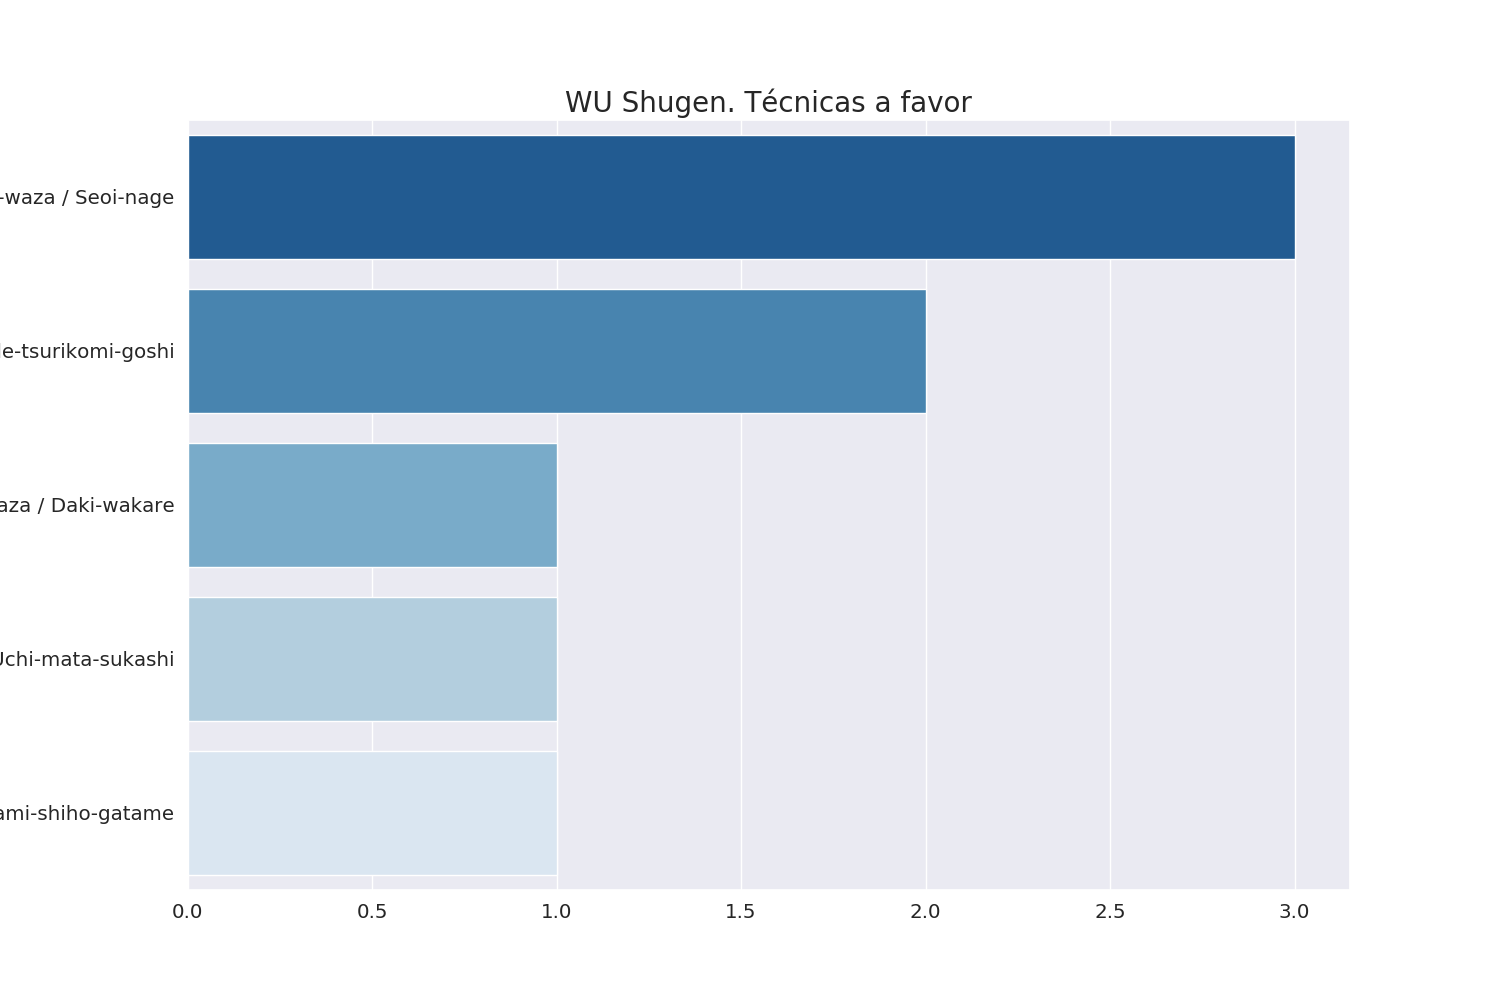 WU Shugen. Técnicas a favor
-waza / Seoi-nage
de-tsurikomi-goshi
aza / Daki-wakare
Uchi-mata-sukashi
ami-shiho-gatame
0.0 0.5 1.0 1.5 2.0 2.5 3.0